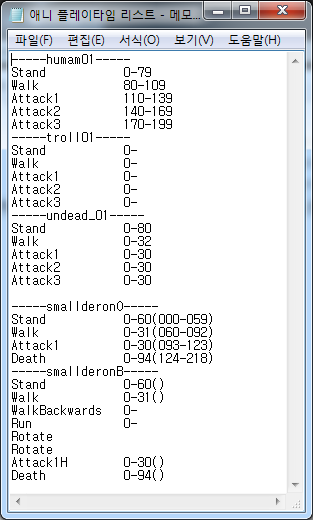 애니 플레이타임 리스트 - 메모...
파일(F) 편집(E) 서식(O) 보기(V) 도움말(H)
-----humam01-----
Stand 0-79
Walk 80-109
Attack1 110-139
Attack2 140-169
Attack3 170-199
-----troll01-----
Stand 0-
Walk 0-
Attack1 0-
Attack2 0-
Attack3 0-
-----undead_01-----
Stand 0-80
Walk 0-32
Attack1 0-30
Attack2 0-30
Attack3 0-30
-----smallderon0-----
Stand 0-60(000-059)
Walk 0-31(060-092)
Attack1 0-30(093-123)
Death 0-94(124-218)
-----smallderonB-----
Stand 0-60()
Walk 0-31()
WalkBackwards 0-
Run 0-
Rotate
Rotate
Attack1H 0-30()
Death 0-94()